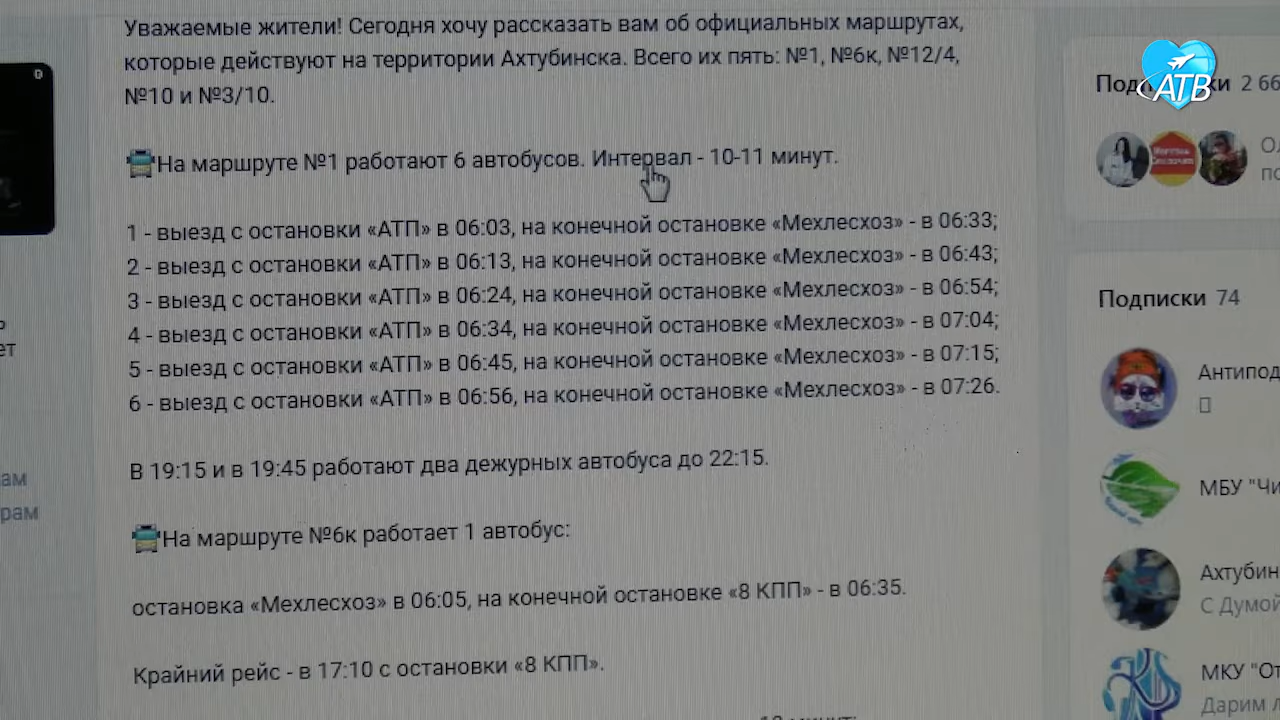 Уважаемые жители! Сегодня хочу рассказать вам об официальных маршрутах,
которые действуют на территории Ахтубинска. Всего их пять: №1, №6к, №12/4,
№10 и №3/10.
На маршруте №1 работают 6 автобусов. Интервал - 10-11 минут.
1 - выезд с остановки «АТП» в 06:03, на конечной остановке «Мехлесхоз» - в 06:33;
2 - выезд с остановки «АТП» в 06:13, на конечной остановке «Мехлесхоз» - в 06:43;
3 - выезд с остановки «АТП» в 06:24, на конечной остановке «Мехлесхоз» - в 06:54;
4 - выезд с остановки «АТП» в 06:34, на конечной остановке «Мехлесхоз» - в 07:04;
5 - выезд с остановки «АТП» в 06:45, на конечной остановке «Мехлесхоз» - в 07:15;
6 - выезд с остановки «АТП» в 06:56, на конечной остановке «Мехлесхоз» - в 07:26.
В 19:15 и в 19:45 работают два дежурных автобуса до 22:15.
На маршруте №6к работает 1 автобус:
остановка «Мехлесхоз» в 06:05, на конечной остановке «8 КПП» - в 06:35.
Крайний рейс - в 17:10 с остановки «8 КПП».
АТВ
2 66
Подписки 74
Антипод
МБУ "Чи
Ахтубин
С Думой
МКУ "От
Дарим л